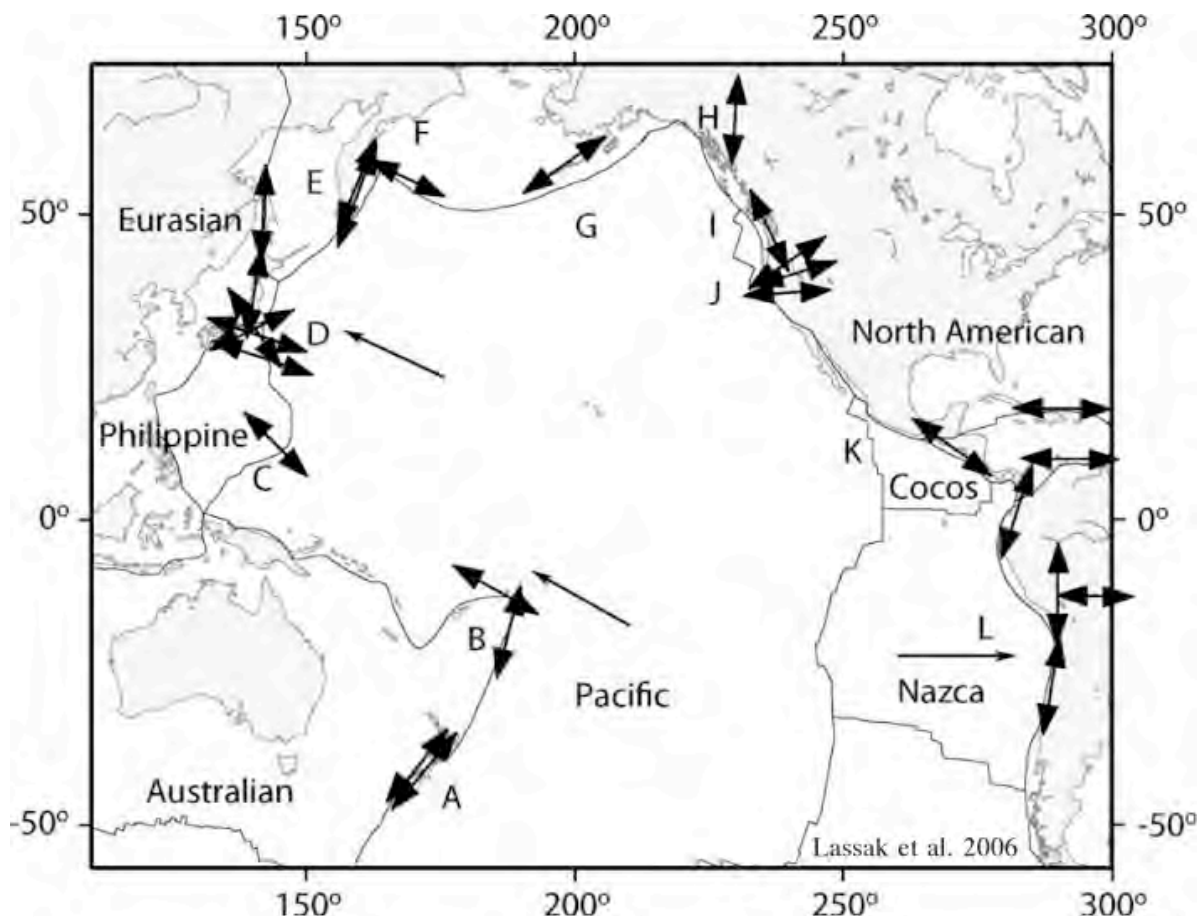 150° 200° 250° 300°
50° 50°
0° 0°
-50° -50°
H
F
E
Eurasian
G
I
J
D
North American
Philippine
C
K
Cocos
B
L
Pacific
Nazca
Australian
A
Lassak et al. 2006
150° 200° 250° 300°